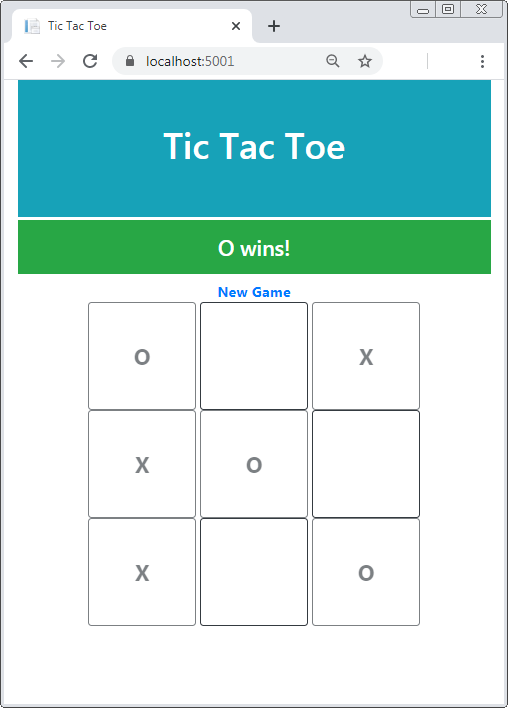 Tic Tac Toe
localhost:5001
Tic Tac Toe
O wins!
New Game
O X
X O
X O